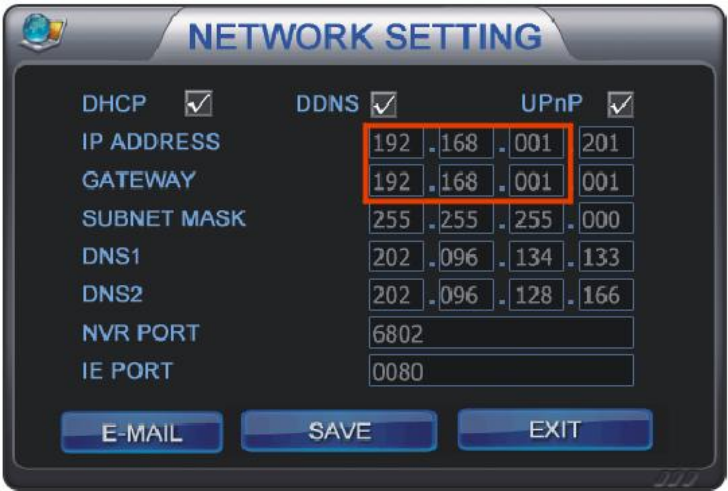 NETWORK SETTING
DHCP DDNS UPnP
IP ADDRESS 192.168.001 201
GATEWAY 192.168.001 001
SUBNET MASK 255.255.255.000
DNS1 202.096.134.133
DNS2 202.096.128.166
NVR PORT 6802
IE PORT 0080
E-MAIL SAVE EXIT